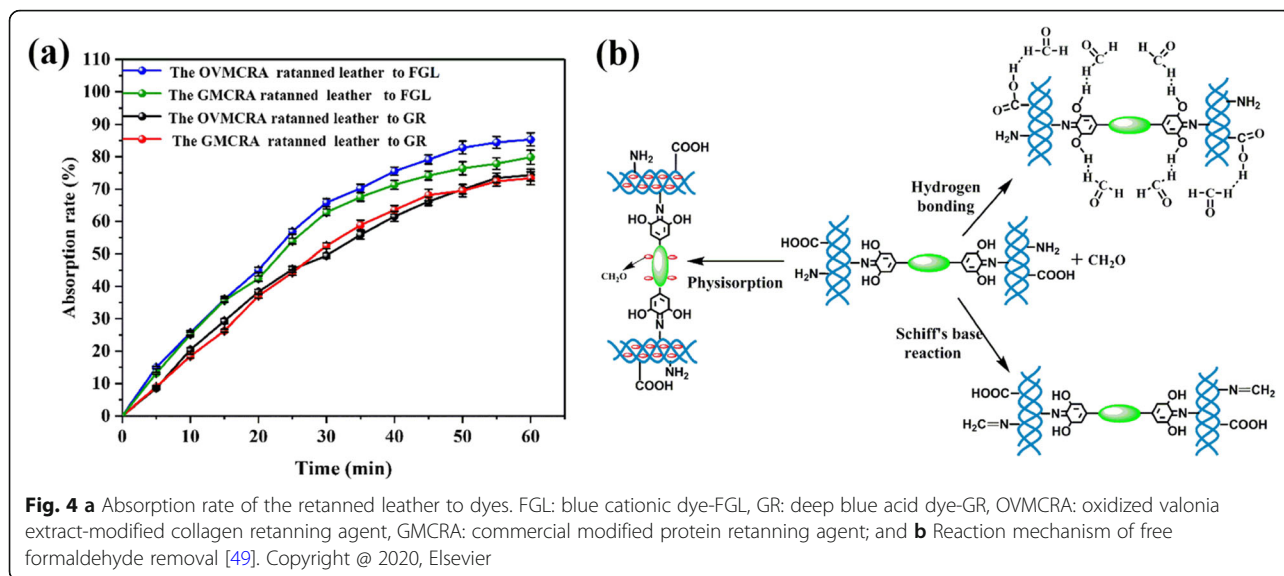 (a)
110
100
90
80
70
60
50
40
30
20
10
0
Absorption rate (%)
The OVMCRA ratanned leather to FGL
The GMCRA ratanned leather to FGL
The OVMCRA ratanned leather to GR
The GMCRA ratanned leather to GR
0 10 20 30 40 50 60
Time (min)
(b)
NH2
COOH
N
HO OH
CH2O
HO OH
N
NH2
COOH
Physisorption
HOOC
H2N
N
HO
OH
OH
OH
N
NH2
COOH
+ CH2O
Hydrogen
bonding
O
H C H
H
O
O C
H2N
N
O
H
O
H
O
H C H
O
H C H
O
H
O
H
N
NH2
C O
O
H
H C H
O
H C H
O
H C H
O
Schiff's base
reaction
HOOC
H2C=N
N
HO
OH
OH
OH
N
N=CH2
COOH
Fig. 4 a Absorption rate of the retanned leather to dyes. FGL: blue cationic dye-FGL, GR: deep blue acid dye-GR, OVMCRA: oxidized valonia
extract-modified collagen retanning agent, GMCRA: commercial modified protein retanning agent; and b Reaction mechanism of free
formaldehyde removal [49]. Copyright @ 2020, Elsevier